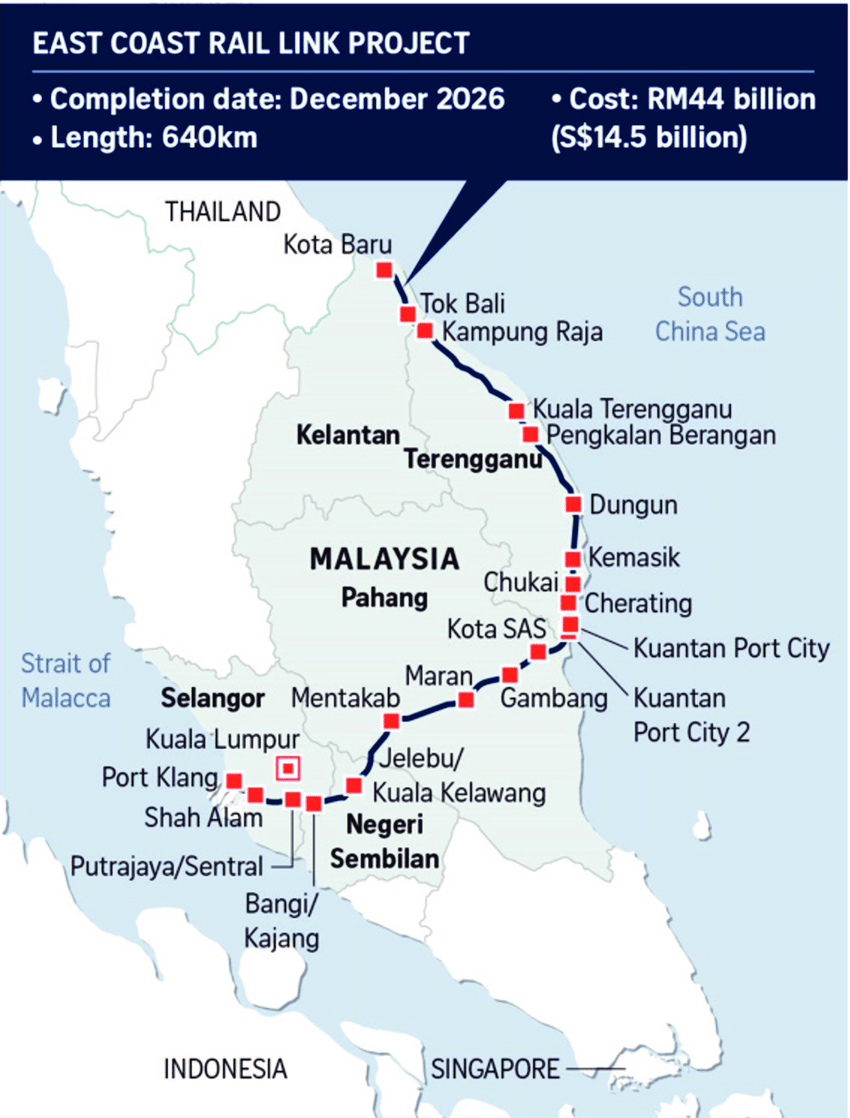 EAST COAST RAIL LINK PROJECT
• Completion date: December 2026
• Length: 640km
• Cost: RM44 billion
(S$14.5 billion)
THAILAND
Kota Baru
Tok Bali
Kampung Raja
South
China Sea
Kuala Terengganu
Pengkalan Berangan
Kelantan
Terengganu
Dungun
Kemasik
MALAYSIA
Pahang
Chukai
Cherating
Kota SAS
Kuantan Port City
Kuantan
Port City 2
Strait of
Malacca
Maran
Gambang
Selangor
Mentakab
Kuala Lumpur
Jelebu/
Kuala Kelawang
Port Klang
Shah Alam
Negeri
Sembilan
Putrajaya/Sentral
Bangi/
Kajang
INDONESIA
SINGAPORE